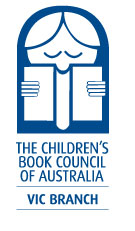 THE CHILDREN'S
BOOK COUNCIL
OF AUSTRALIA
VIC BRANCH